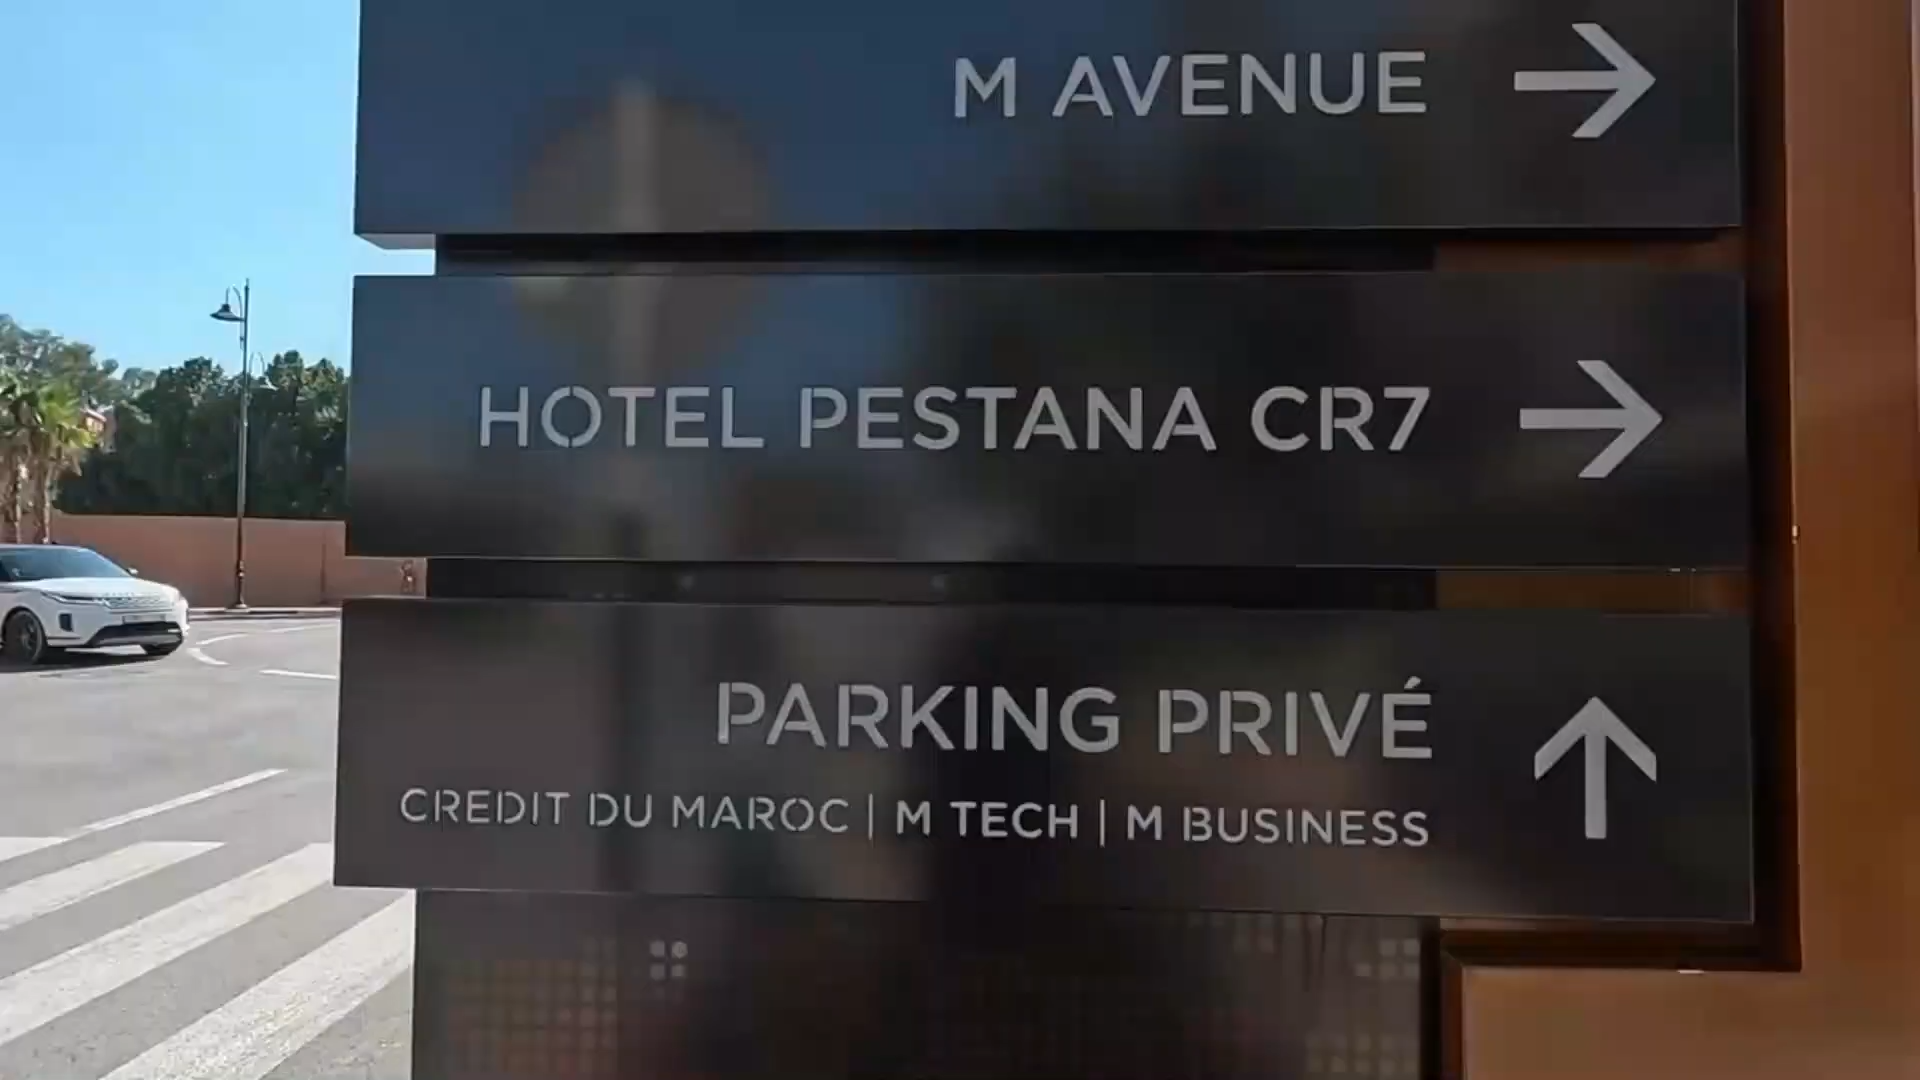 M AVENUE
HOTEL PESTANA CR7
PARKING PRIVÉ
CREDIT DU MAROC | M TECH | M BUSINESS